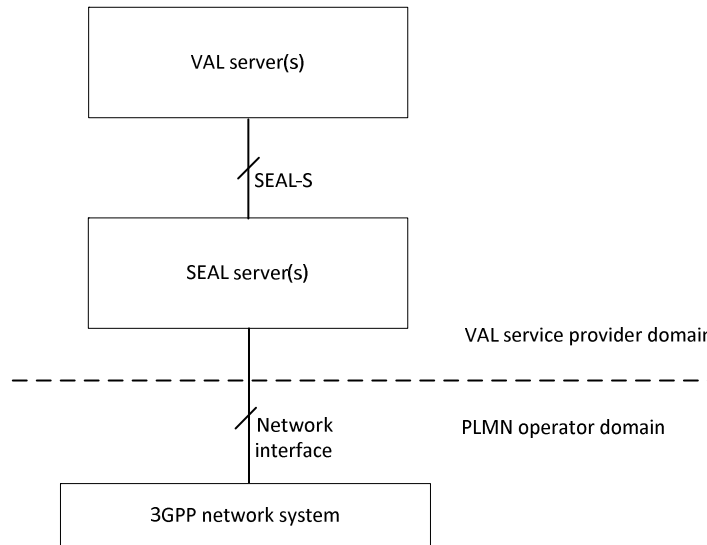 VAL server(s)
SEAL-S
SEAL server(s)
VAL service provider domain
Network
interface
PLMN operator domain
3GPP network system